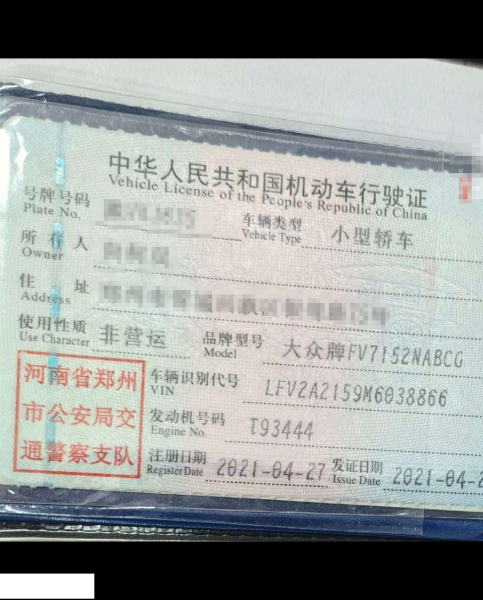 中华人民共和国机动车行驶证
Vehicle License of the People's Republic of China
号牌号码
Plate No.
车辆类型 小型轿车
Vehicle Type
所有人
Owner
住址
Address
使用性质 非营运
Use Character
品牌型号 大众牌FV7152NABCG
Model
河南省郑州
市公安局交
通警察支队
车辆识别代号 LFV2A2159M6038866
VIN
发动机号码 T93444
Engine No.
注册日期 2021-04-27
Register Date
发证日期 2021-04-2
Issue Date